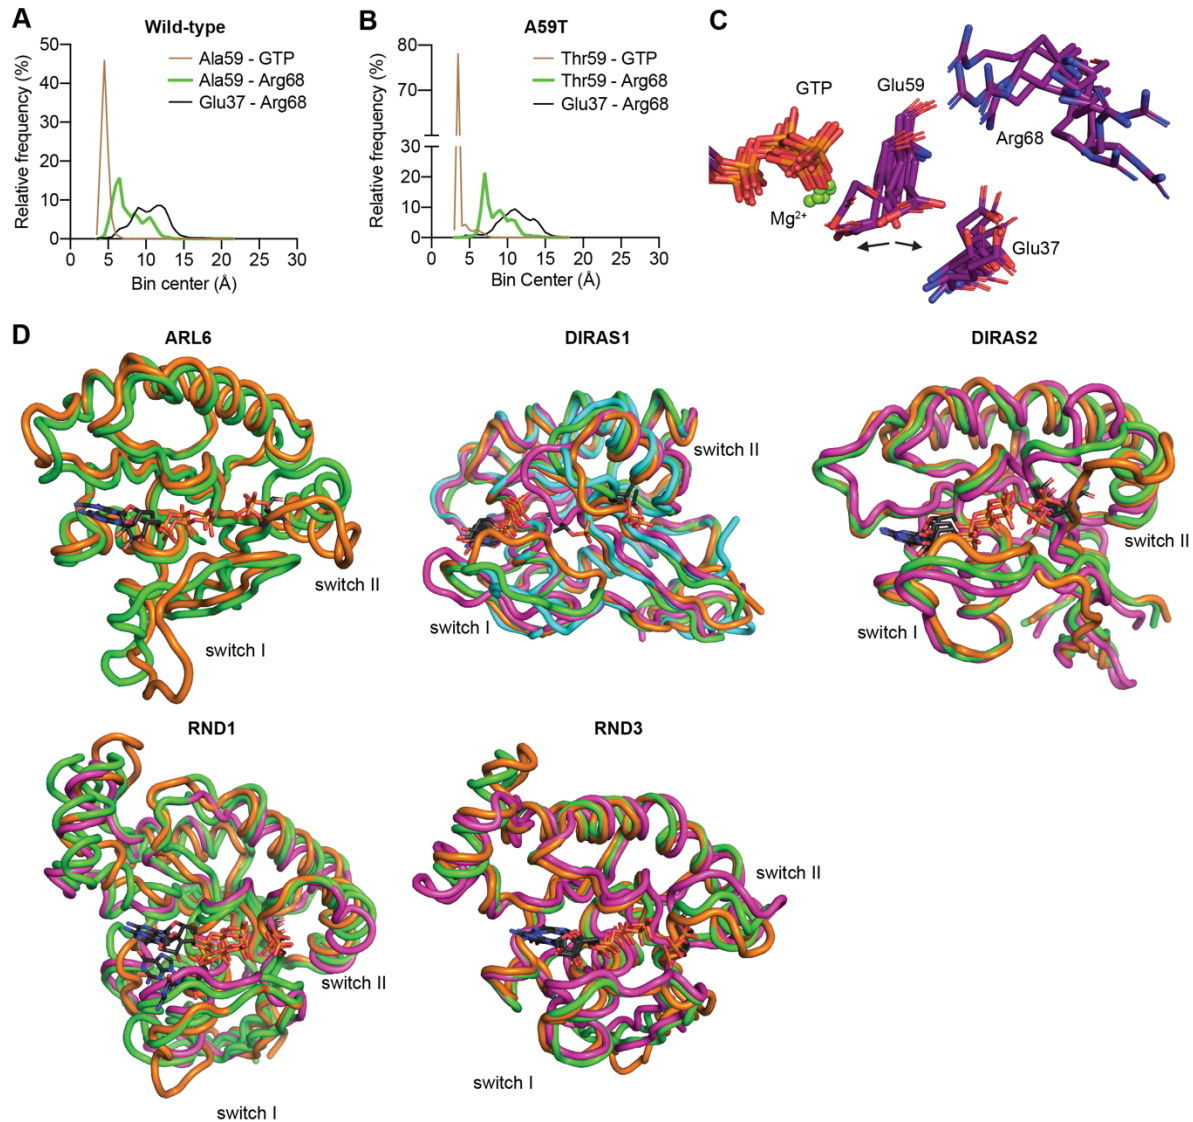 A
Wild-type
Relative frequency (%)
50
40
30
20
10
0
0 5 10 15 20 25 30
Bin center (Å)
Ala59 - GTP
Ala59 - Arg68
Glu37 - Arg68
B
A59T
Relative frequency (%)
80
70
30
20
10
0
0 5 10 15 20 25 30
Bin Center (Å)
Thr59 - GTP
Thr59 - Arg68
Glu37 - Arg68
C
GTP
Glu59
Arg68
Mg²⁺
Glu37
D
ARL6
switch II
switch I
DIRAS1
switch II
switch I
DIRAS2
switch II
switch I
RND1
switch II
switch I
RND3
switch II
switch I